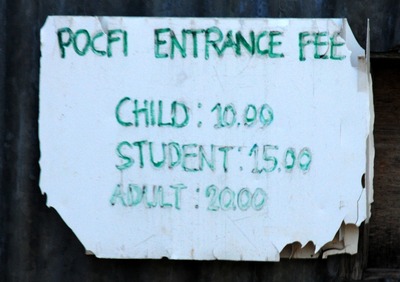 POCFI ENTRANCE FEE
CHILD: 10.00
STUDENT: 15.00
ADULT: 20.00